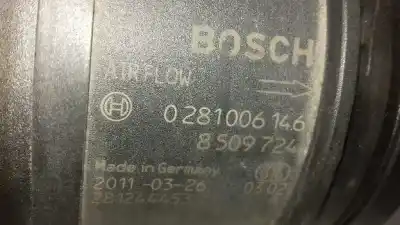 BOSCH
AIRFLOW
0 281 006 146
8 509 724
Made in Germany
2011-03-26 0302